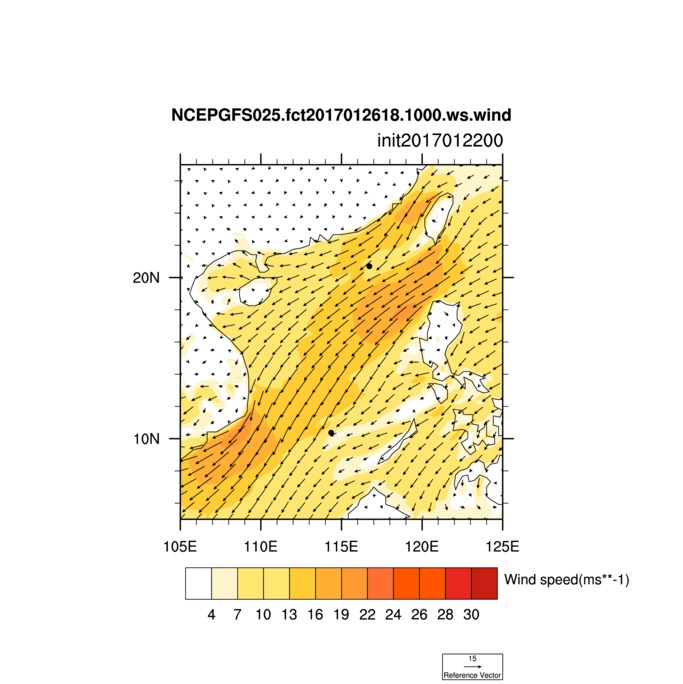 NCEPGFS025.fct2017012618.1000.ws.wind
init2017012200
20N
10N
105E 110E 115E 120E 125E
4 7 10 13 16 19 22 24 26 28 30
Wind speed(ms**-1)
15
Reference Vector